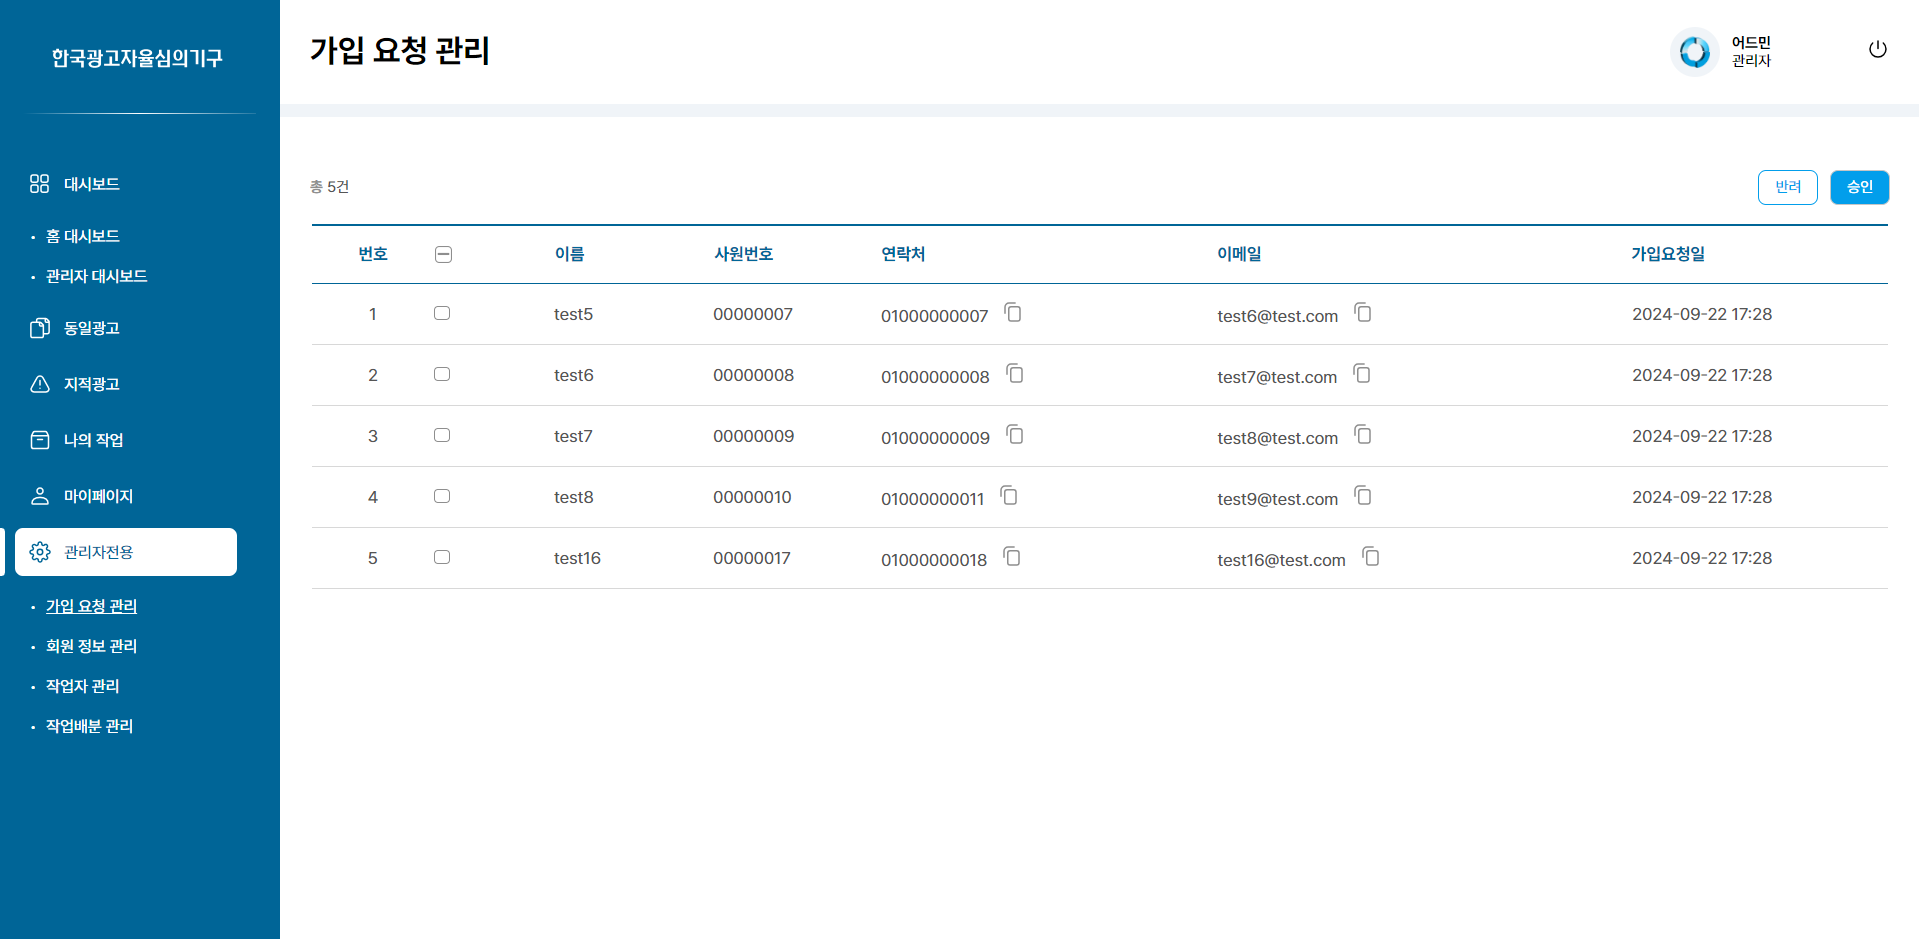 한국광고자율심의기구
가입 요청 관리
어드민
관리자
대시보드
홈 대시보드
관리자 대시보드
동일광고
지적광고
나의 작업
마이페이지
관리자전용
가입 요청 관리
회원 정보 관리
작업자 관리
작업배분 관리
총 5건
반려 승인
번호 이름 사원번호 연락처 이메일 가입요청일
1 test5 00000007 01000000007 test6@test.com 2024-09-22 17:28
2 test6 00000008 01000000008 test7@test.com 2024-09-22 17:28
3 test7 00000009 01000000009 test8@test.com 2024-09-22 17:28
4 test8 00000010 01000000011 test9@test.com 2024-09-22 17:28
5 test16 00000017 01000000018 test16@test.com 2024-09-22 17:28